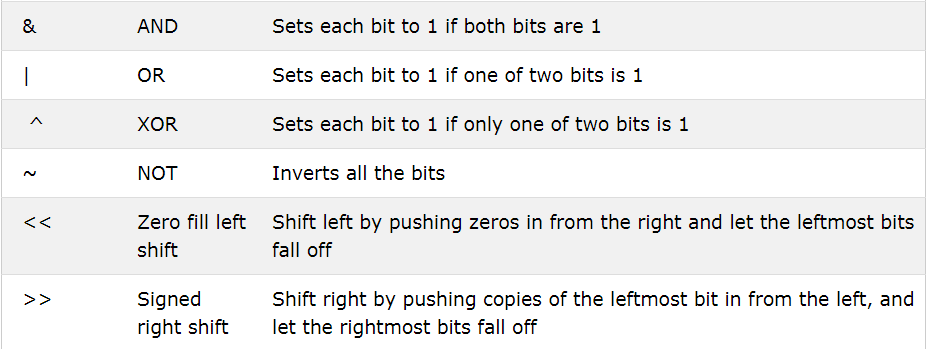 & AND Sets each bit to 1 if both bits are 1
| OR Sets each bit to 1 if one of two bits is 1
^ XOR Sets each bit to 1 if only one of two bits is 1
~ NOT Inverts all the bits
<< Zero fill left Shift left by pushing zeros in from the right and let the leftmost bits
shift fall off
>> Signed Shift right by pushing copies of the leftmost bit in from the left, and
right shift let the rightmost bits fall off